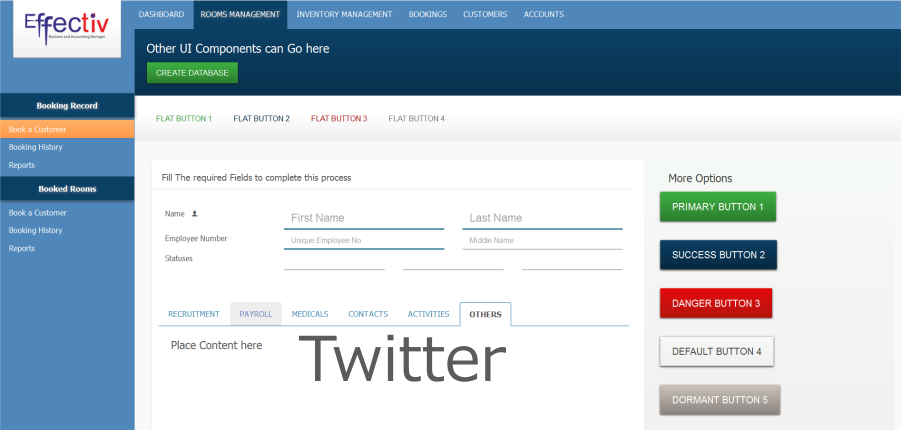 Effectiv
Business and Accounting Manager
DASHBOARD ROOMS MANAGEMENT INVENTORY MANAGEMENT BOOKINGS CUSTOMERS ACCOUNTS
Other UI Components can Go here
CREATE DATABASE
Booking Record
Book a Customer
Booking History
Reports
Booked Rooms
Book a Customer
Booking History
Reports
FLAT BUTTON 1 FLAT BUTTON 2 FLAT BUTTON 3 FLAT BUTTON 4
Fill The required Fields to complete this process
Name First Name Last Name
Employee Number Unique Employee No Middle Name
Statuses
RECRUITMENT PAYROLL MEDICALS CONTACTS ACTIVITIES OTHERS
Place Content here
Twitter
More Options
PRIMARY BUTTON 1
SUCCESS BUTTON 2
DANGER BUTTON 3
DEFAULT BUTTON 4
DORMANT BUTTON 5